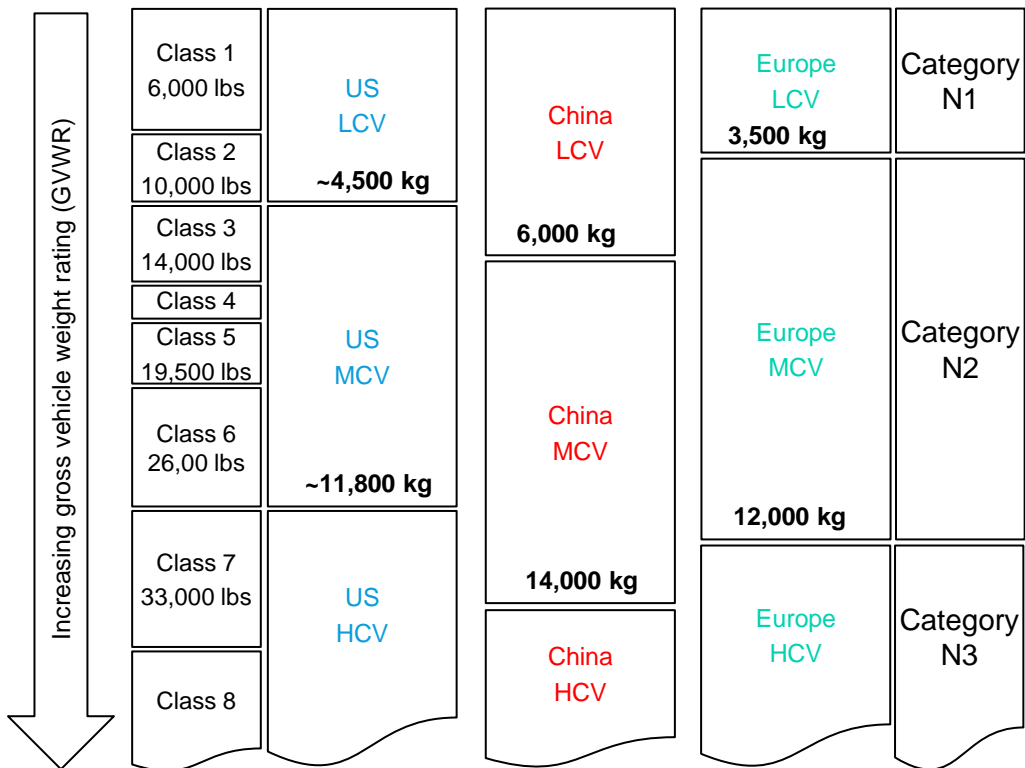 Increasing gross vehicle weight rating (GVWR)
Class 1
6,000 lbs
Class 2
10,000 lbs
Class 3
14,000 lbs
Class 4
Class 5
19,500 lbs
Class 6
26,00 lbs
Class 7
33,000 lbs
Class 8
US
LCV
~4,500 kg
US
MCV
~11,800 kg
US
HCV
China
LCV
6,000 kg
China
MCV
14,000 kg
China
HCV
Europe
LCV
3,500 kg
Europe
MCV
12,000 kg
Europe
HCV
Category
N1
Category
N2
Category
N3